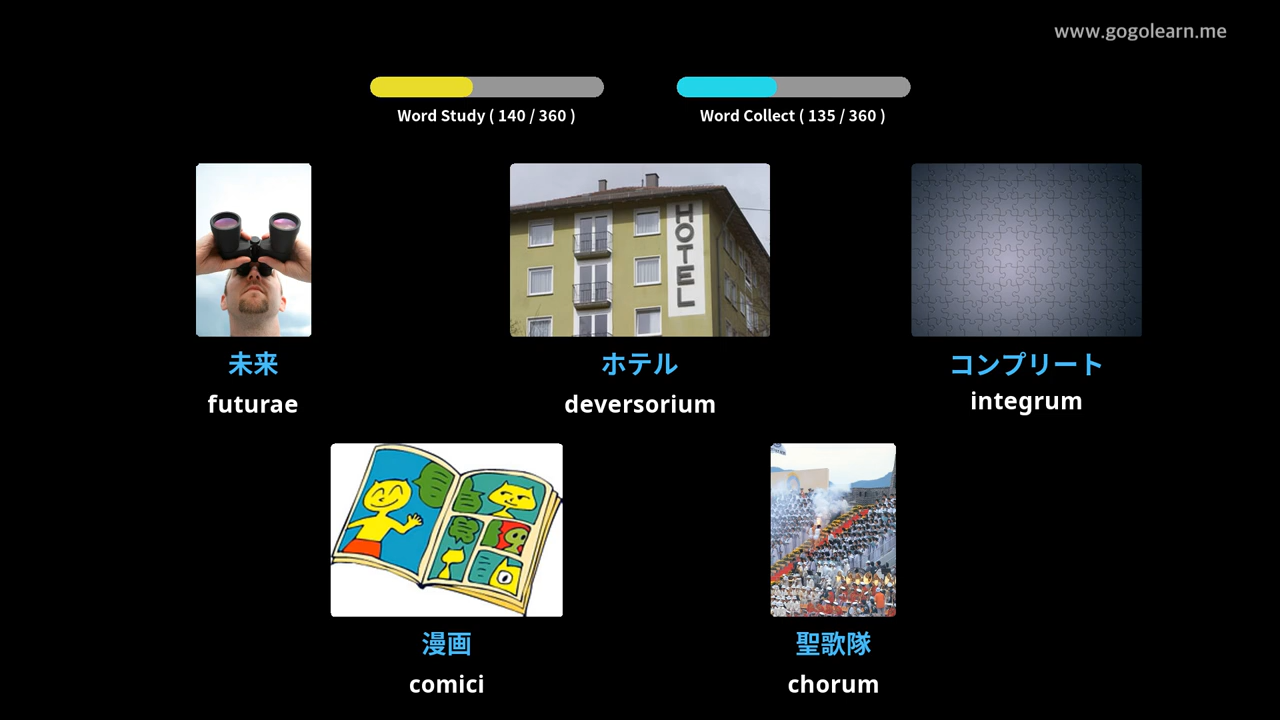 www.gogolearn.me
Word Study ( 140 / 360 )
Word Collect ( 135 / 360 )
HOTEL
未来
ホテル
コンプリート
futurae
deversorium
integrum
漫画
聖歌隊
comici
chorum